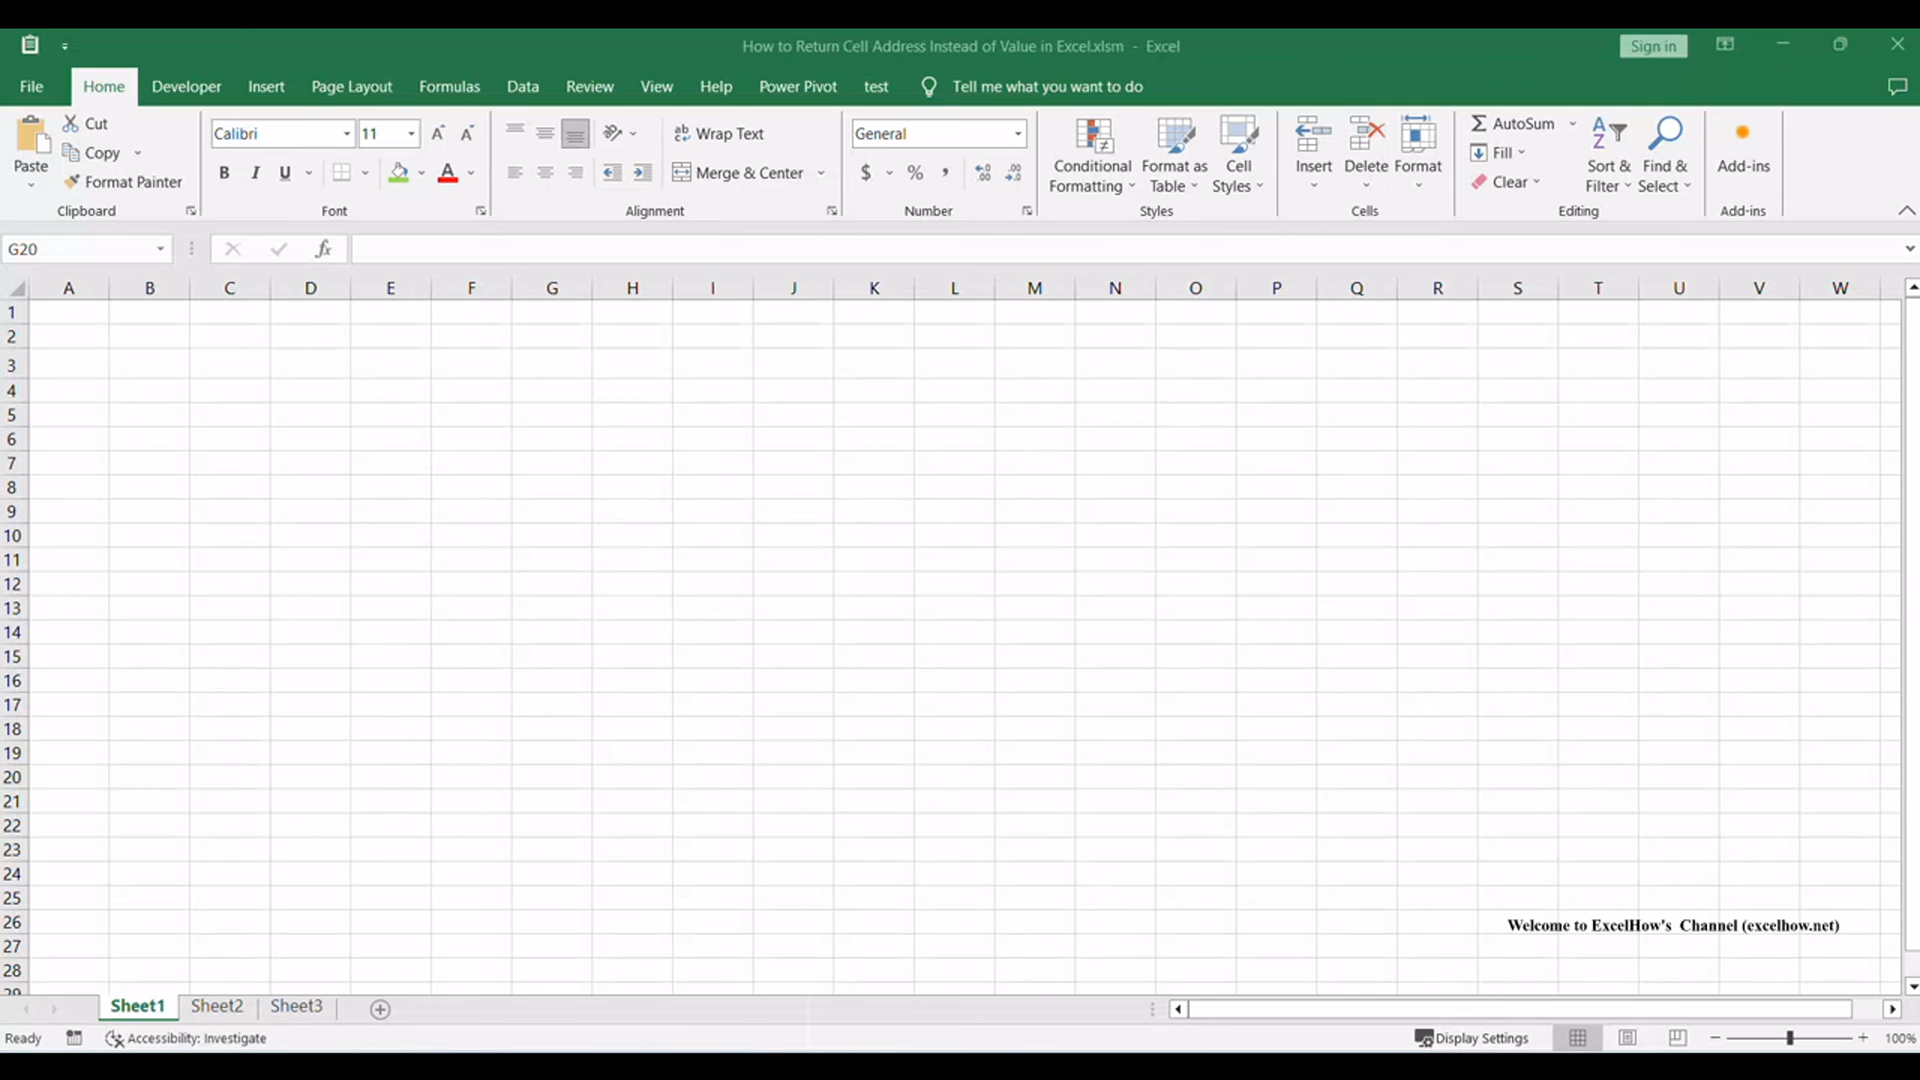 How to Return Cell Address Instead of Value in Excel.xlsm - Excel
Sign in
File Home Developer Insert Page Layout Formulas Data Review View Help Power Pivot test Tell me what you want to do
Paste
Cut
Copy
Format Painter
Clipboard
Calibri 11
B I U A
Font
Wrap Text
Merge & Center
Alignment
General
$ % ,
Number
Conditional Formatting
Format as Table
Cell Styles
Styles
Insert
Delete
Format
Cells
AutoSum
Fill
Clear
Sort & Filter
Find & Select
Editing
Add-ins
Add-ins
G20
fx
A B C D E F G H I J K L M N O P Q R S T U V W
1
2
3
4
5
6
7
8
9
10
11
12
13
14
15
16
17
18
19
20
21
22
23
24
25
26
Welcome to ExcelHow's Channel (excelhow.net)
27
28
29
Sheet1 Sheet2 Sheet3
Ready Accessibility: Investigate Display Settings 100%